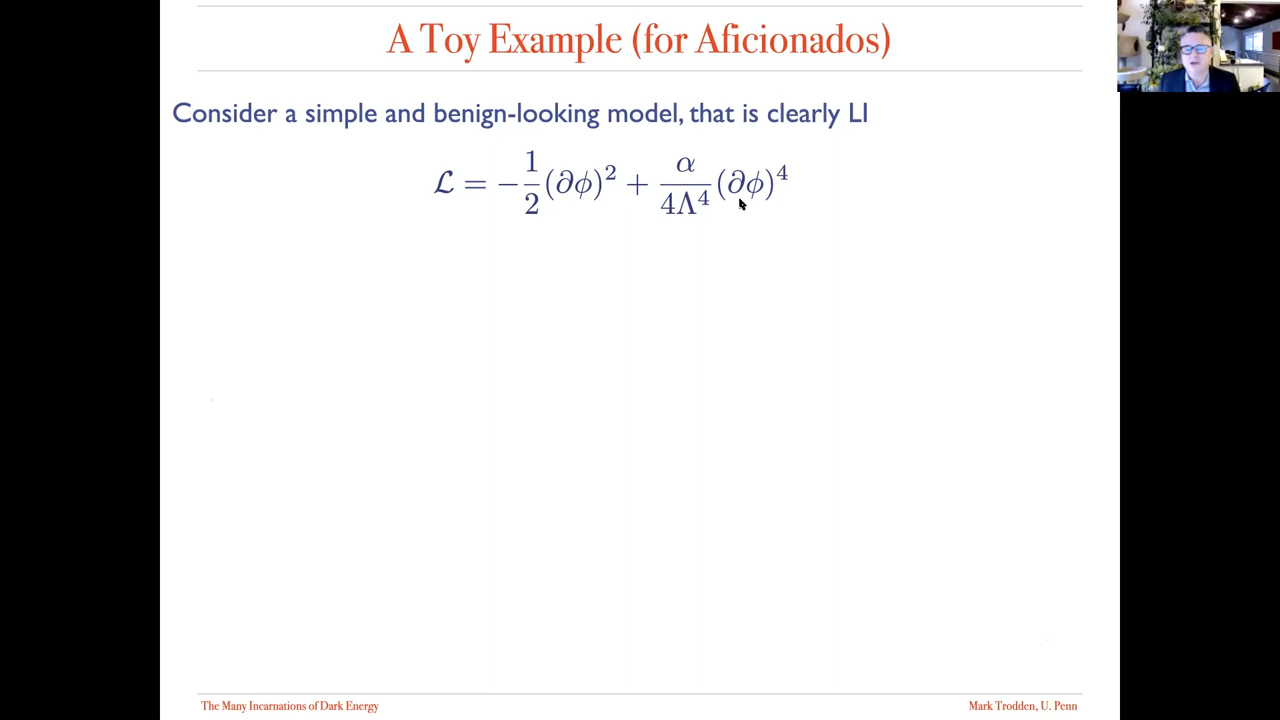 A Toy Example (for Aficionados)
Consider a simple and benign-looking model, that is clearly LI
ℒ = −1/2 (∂ϕ)² + α/4Λ⁴ (∂ϕ)⁴
The Many Incarnations of Dark Energy
Mark Trodden, U. Penn